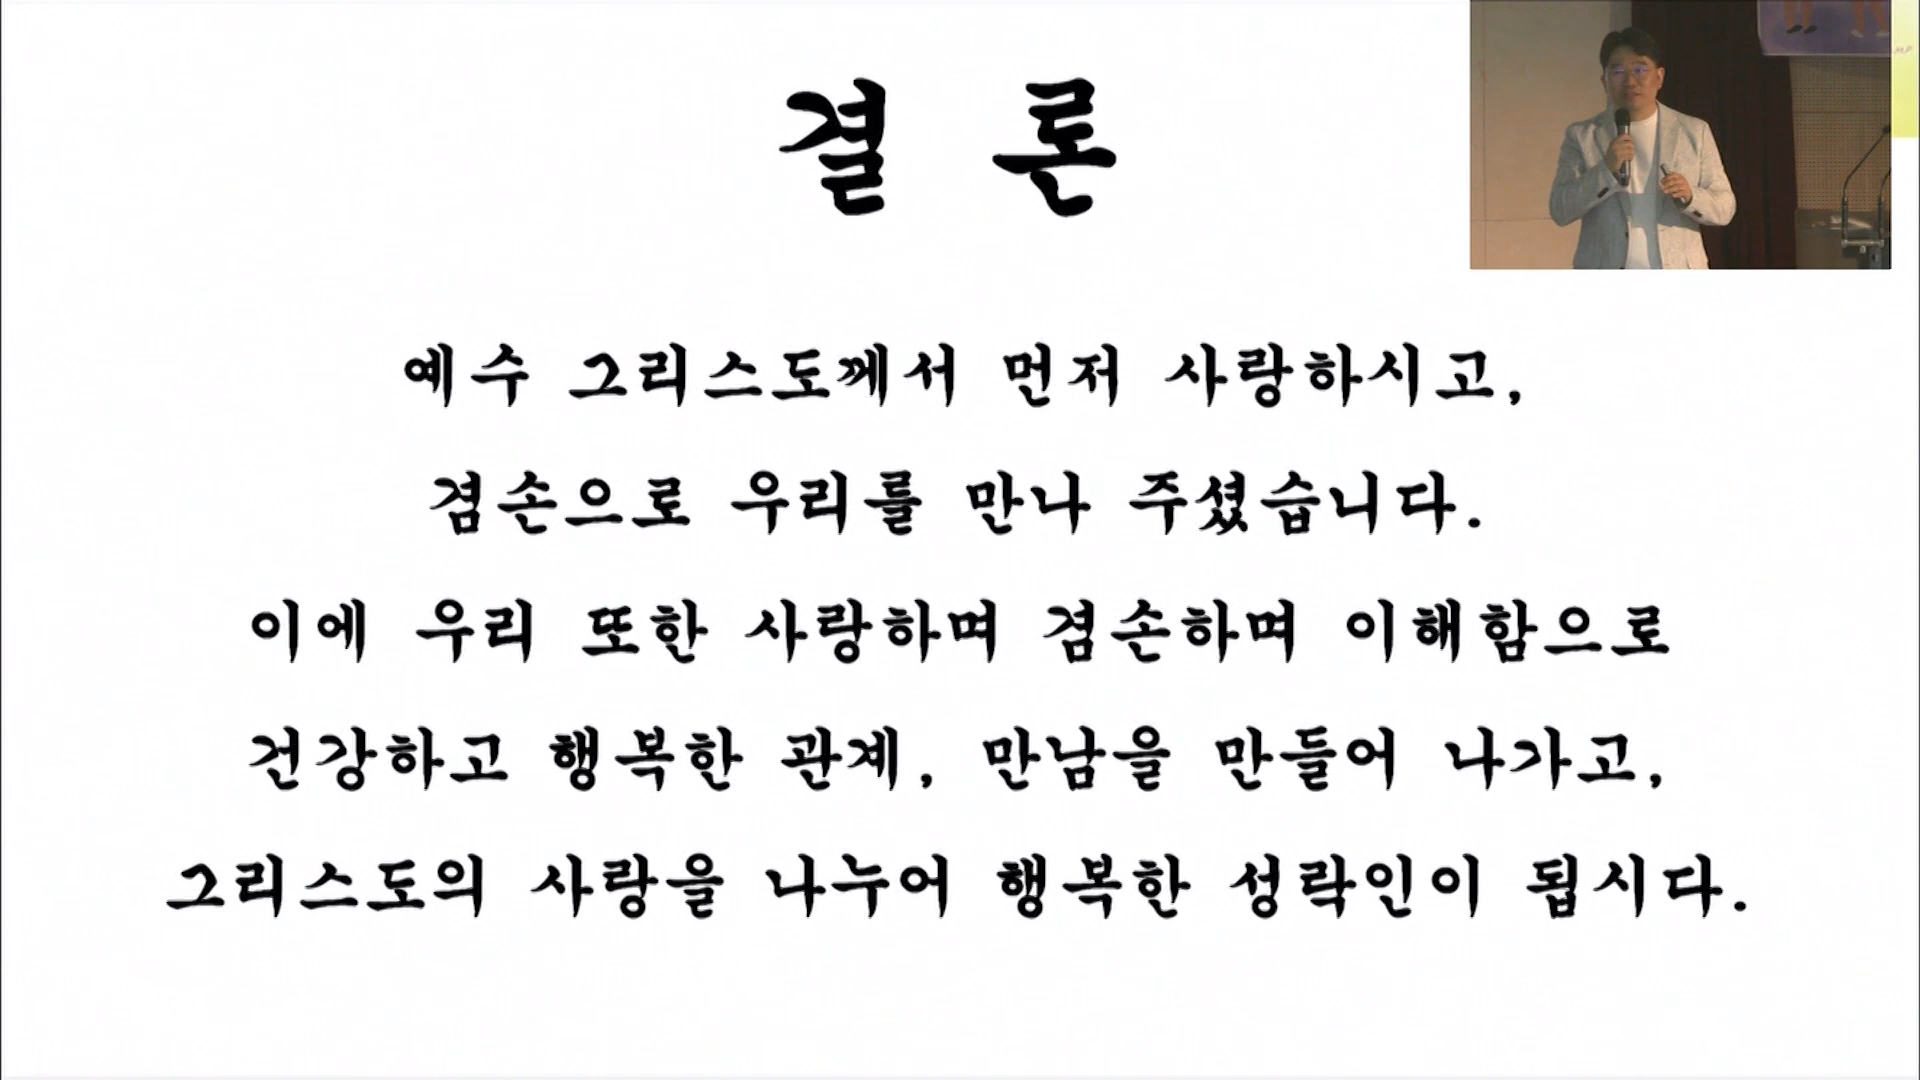 결 론
예수 그리스도께서 먼저 사랑하시고,
겸손으로 우리를 만나 주셨습니다.
이에 우리 또한 사랑하며 겸손하며 이해함으로
건강하고 행복한 관계, 만남을 만들어 나가고,
그리스도의 사랑을 나누어 행복한 성락인이 됩시다.